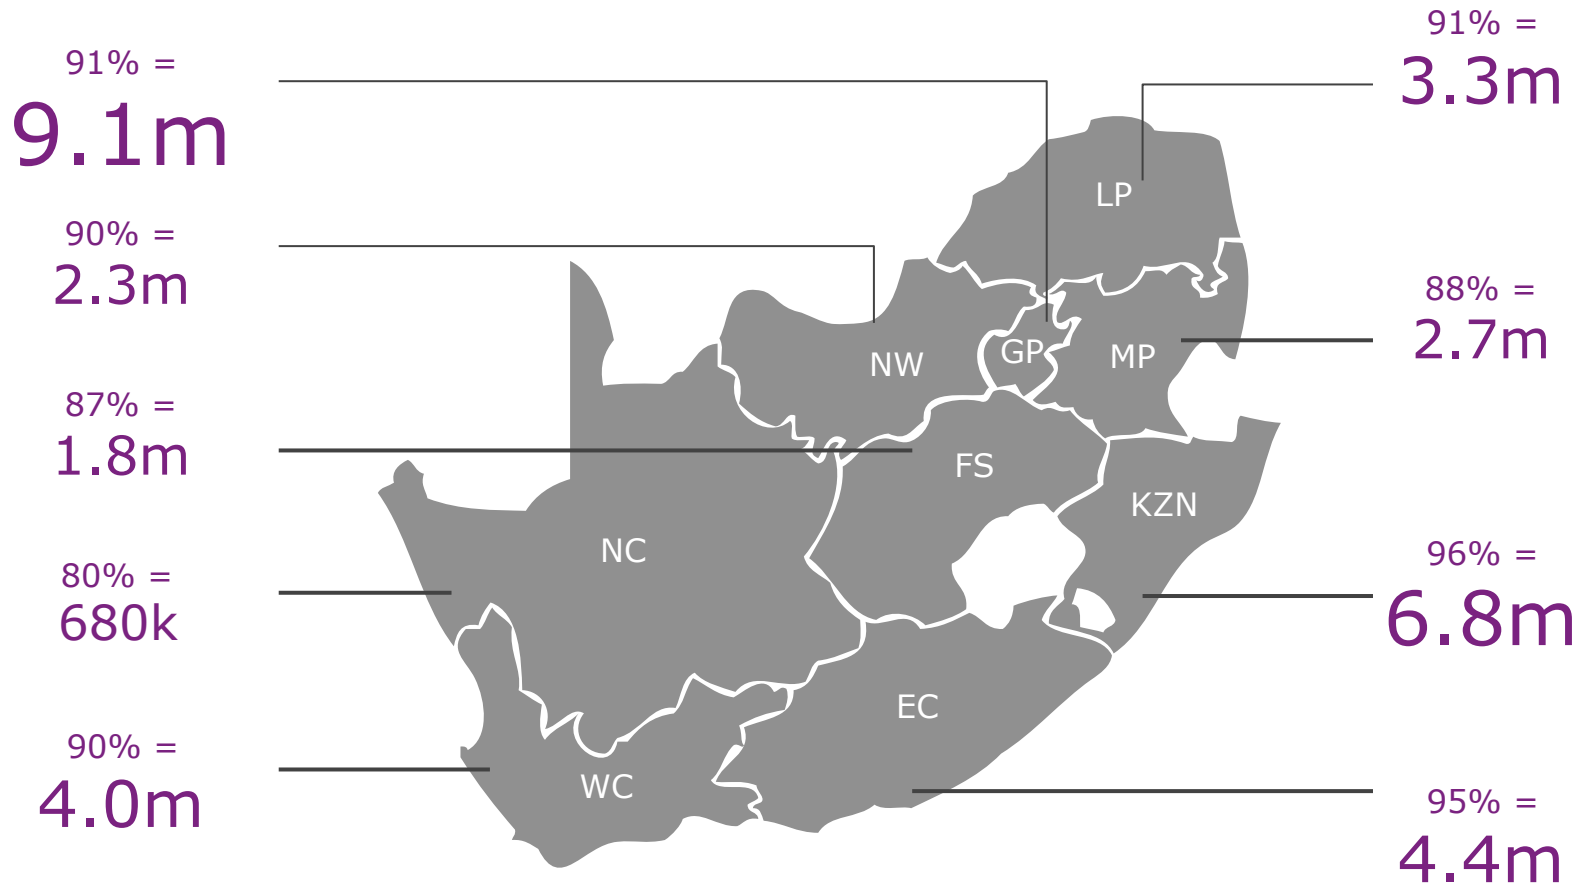 91% =
9.1m
90% =
2.3m
87% =
1.8m
80% =
680k
90% =
4.0m
LP
NW
GP
MP
FS
KZN
NC
EC
WC
91% =
3.3m
88% =
2.7m
96% =
6.8m
95% =
4.4m